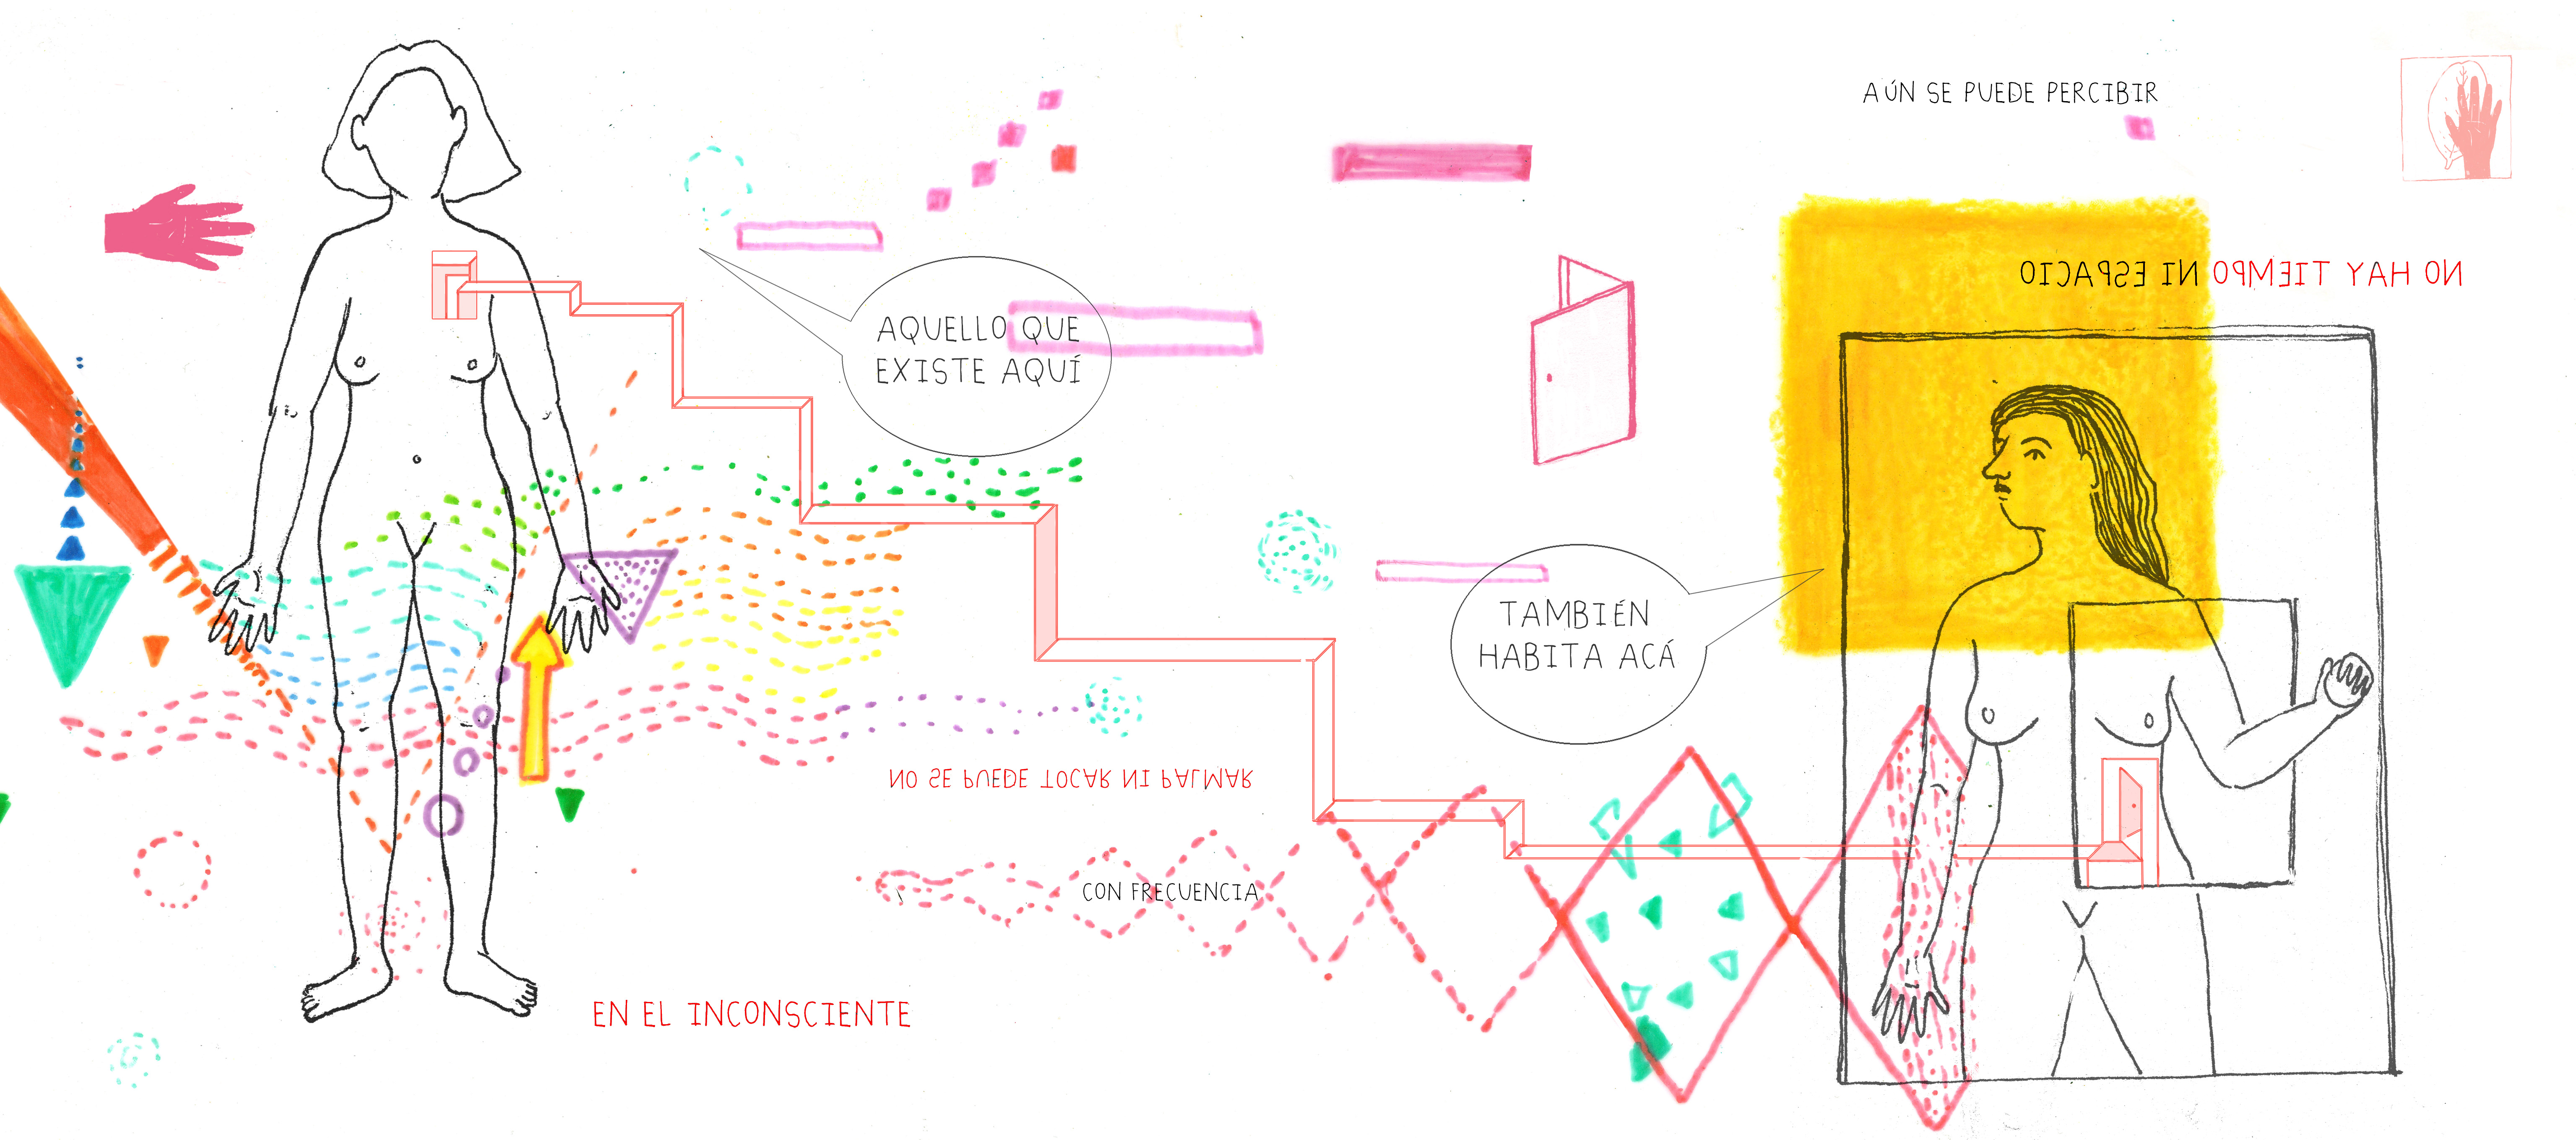 AÚN SE PUEDE PERCIBIR
NO HAY TIEMPO NI ESPACIO
AQUELLO QUE
EXISTE AQUÍ
TAMBIÉN
HABITA ACÁ
NO SE PUEDE TOCAR NI PALMAR
CON FRECUENCIA
EN EL INCONSCIENTE